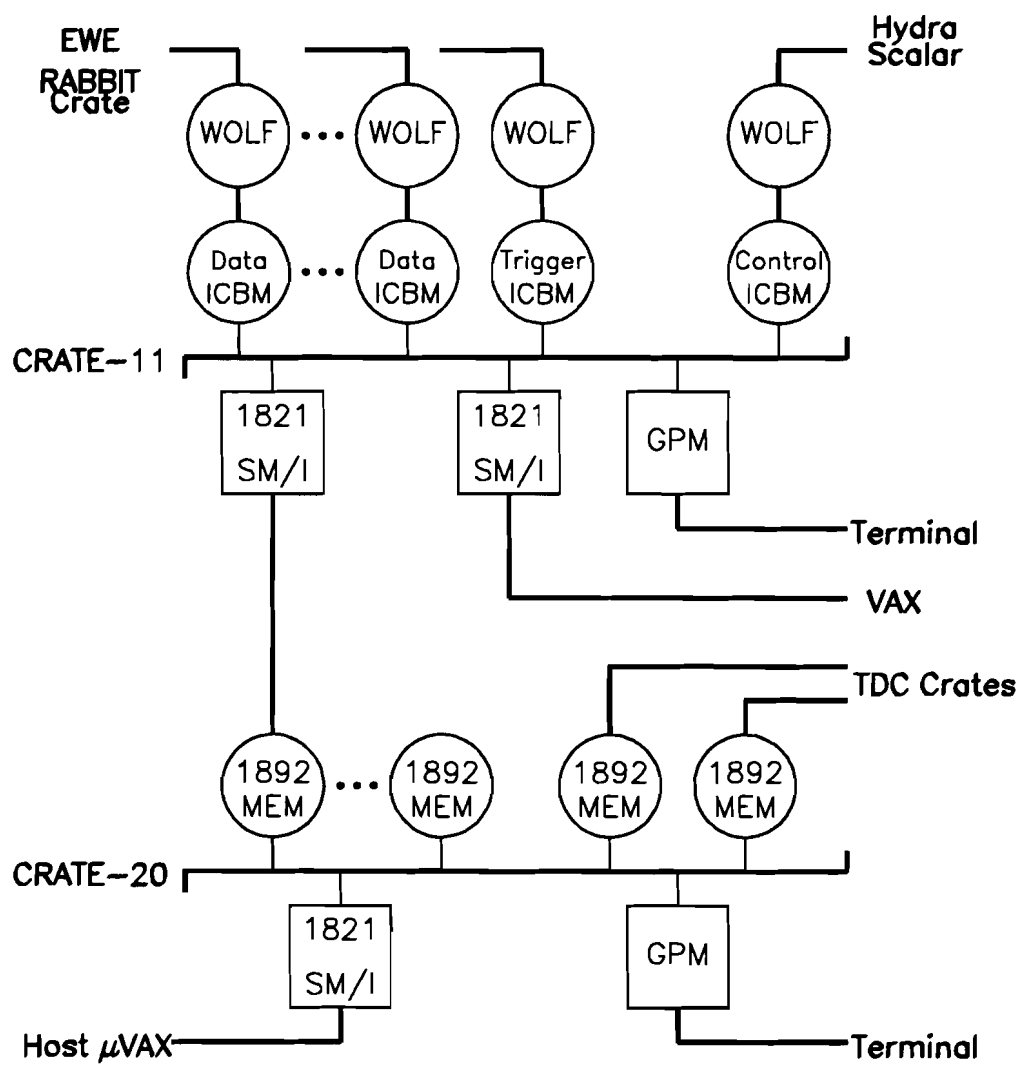 EWE
RABBIT
Crate
Hydra
Scalar
WOLF ••• WOLF WOLF WOLF
Data
ICBM
•••
Data
ICBM
Trigger
ICBM
Control
ICBM
CRATE-11
1821
SM/I
1821
SM/I
GPM
Terminal
VAX
TDC Crates
1892
MEM
•••
1892
MEM
1892
MEM
1892
MEM
CRATE-20
1821
SM/I
GPM
Host μVAX
Terminal